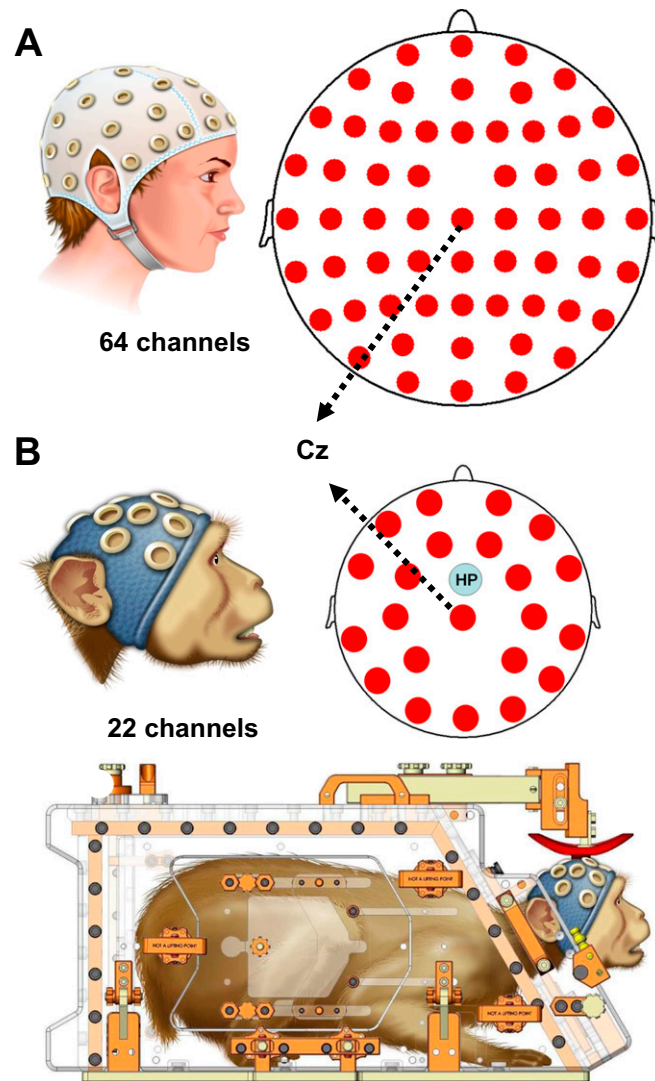 A
64 channels
Cz
B
HP
22 channels
NOT A LIFTING POINT
NOT A LIFTING POINT
NOT A LIFTING POINT